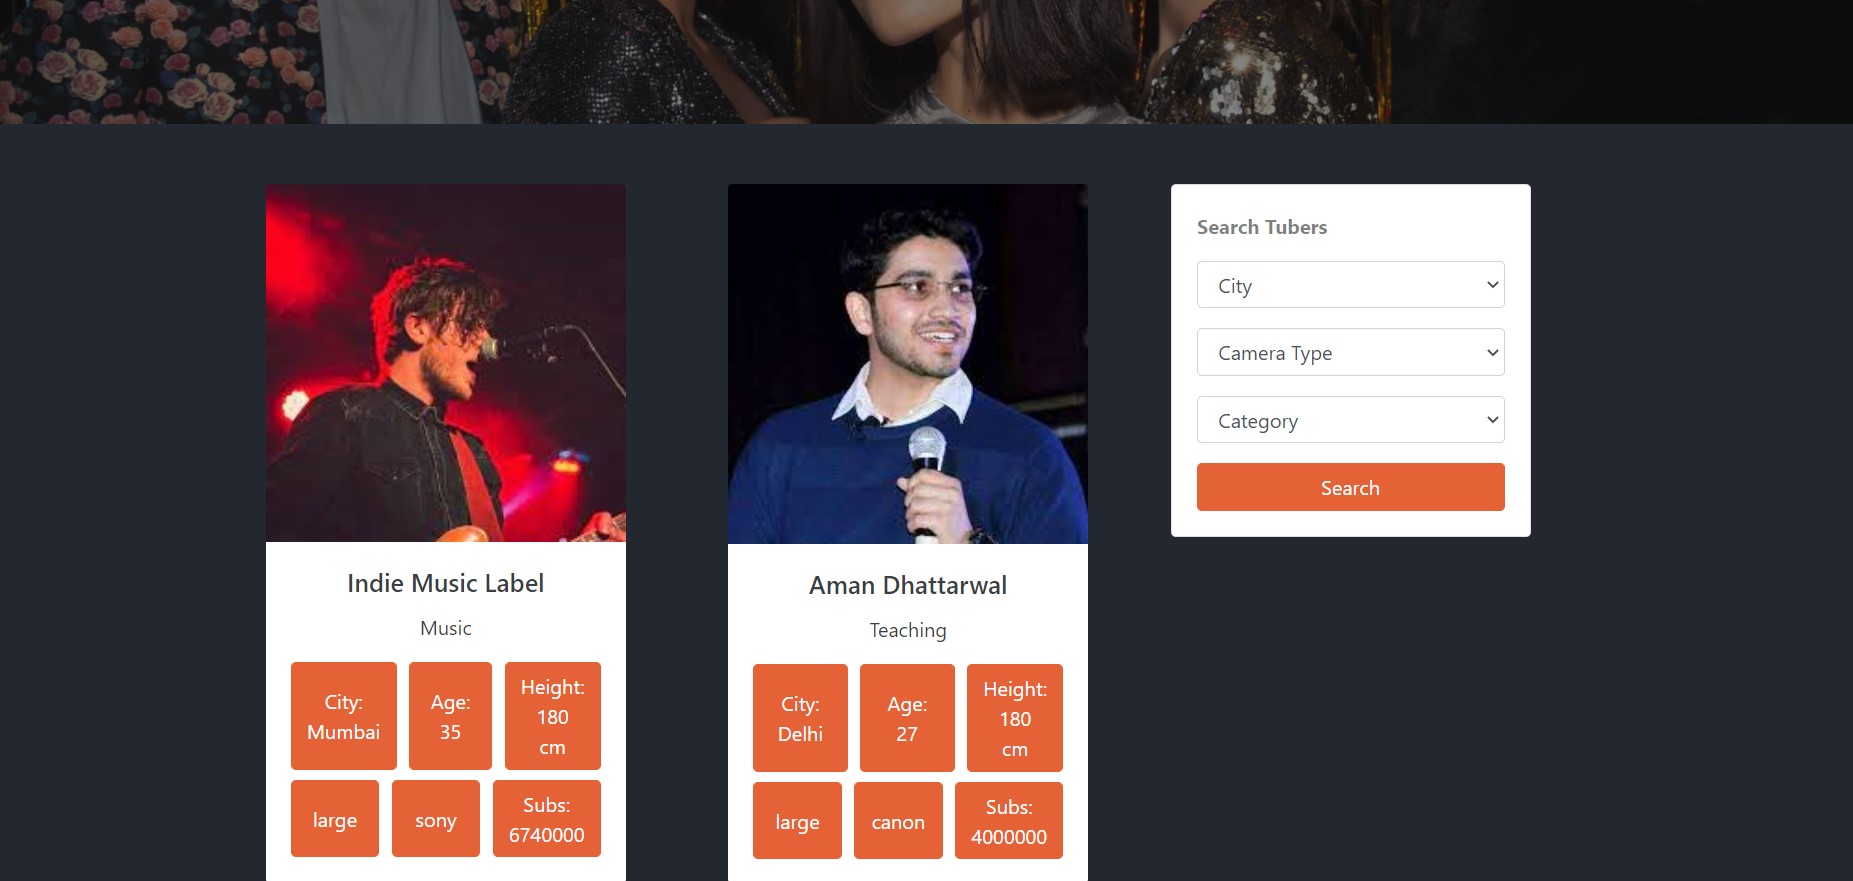 Indie Music Label
Music
City:
Mumbai
Age:
35
Height:
180
cm
large
sony
Subs:
6740000
Aman Dhattarwal
Teaching
City:
Delhi
Age:
27
Height:
180
cm
large
canon
Subs:
4000000
Search Tubers
City
Camera Type
Category
Search